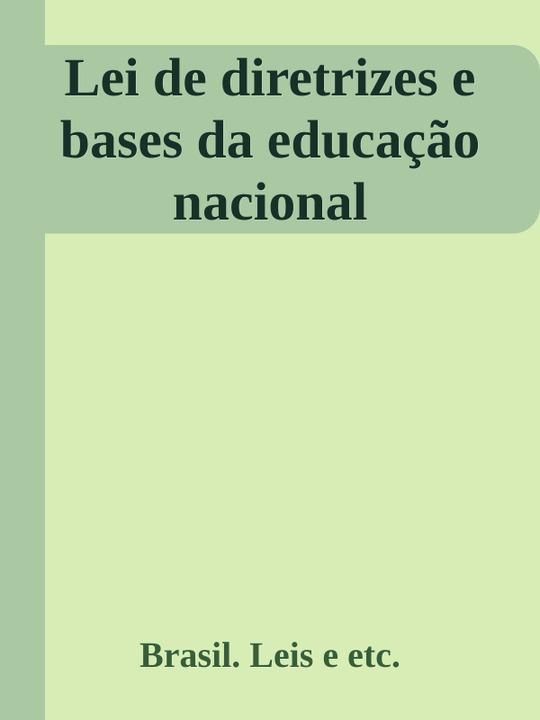 Lei de diretrizes e
bases da educação
nacional
Brasil. Leis e etc.